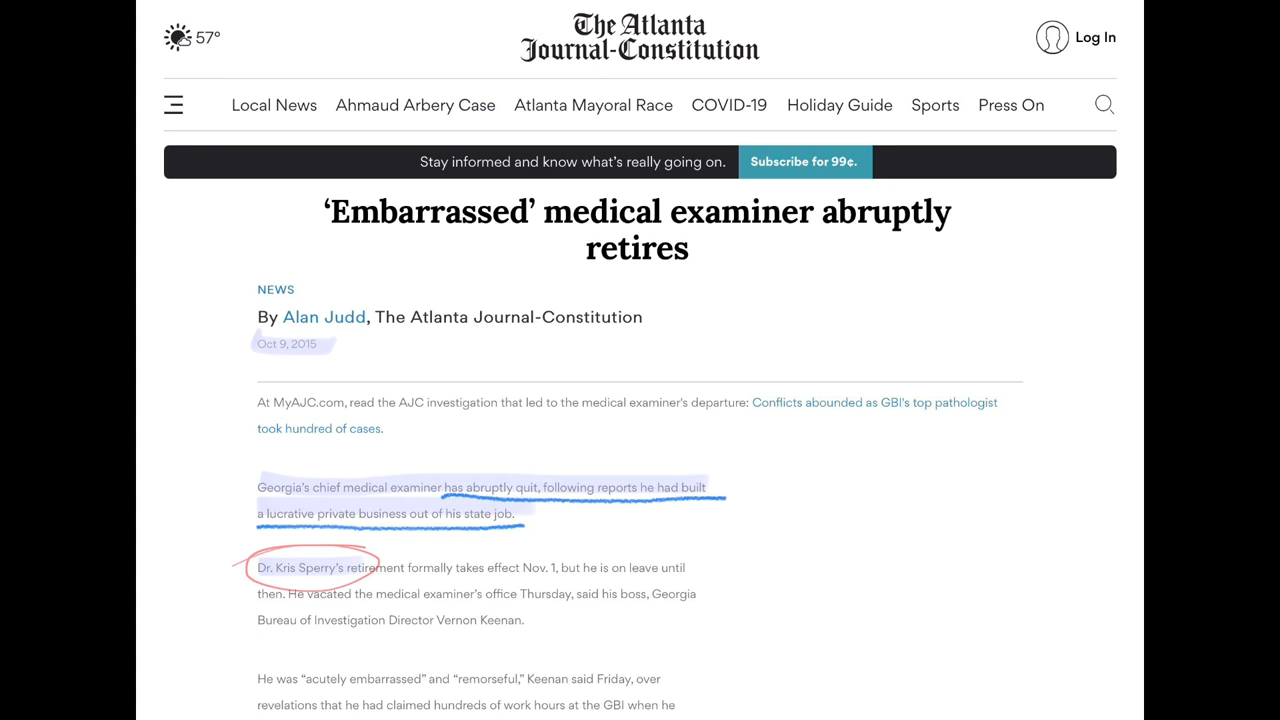 57°
The Atlanta
Journal-Constitution
Log In
Local News Ahmaud Arbery Case Atlanta Mayoral Race COVID-19 Holiday Guide Sports Press On
Stay informed and know what's really going on. Subscribe for 99¢.
‘Embarrassed’ medical examiner abruptly
retires
NEWS
By Alan Judd, The Atlanta Journal-Constitution
Oct 9, 2015
At MyAJC.com, read the AJC investigation that led to the medical examiner's departure: Conflicts abounded as GBI's top pathologist
took hundred of cases.
Georgia's chief medical examiner has abruptly quit, following reports he had built
a lucrative private business out of his state job.
Dr. Kris Sperry's retirement formally takes effect Nov. 1, but he is on leave until
then. He vacated the medical examiner's office Thursday, said his boss, Georgia
Bureau of Investigation Director Vernon Keenan.
He was “acutely embarrassed” and “remorseful,” Keenan said Friday, over
revelations that he had claimed hundreds of work hours at the GBI when he